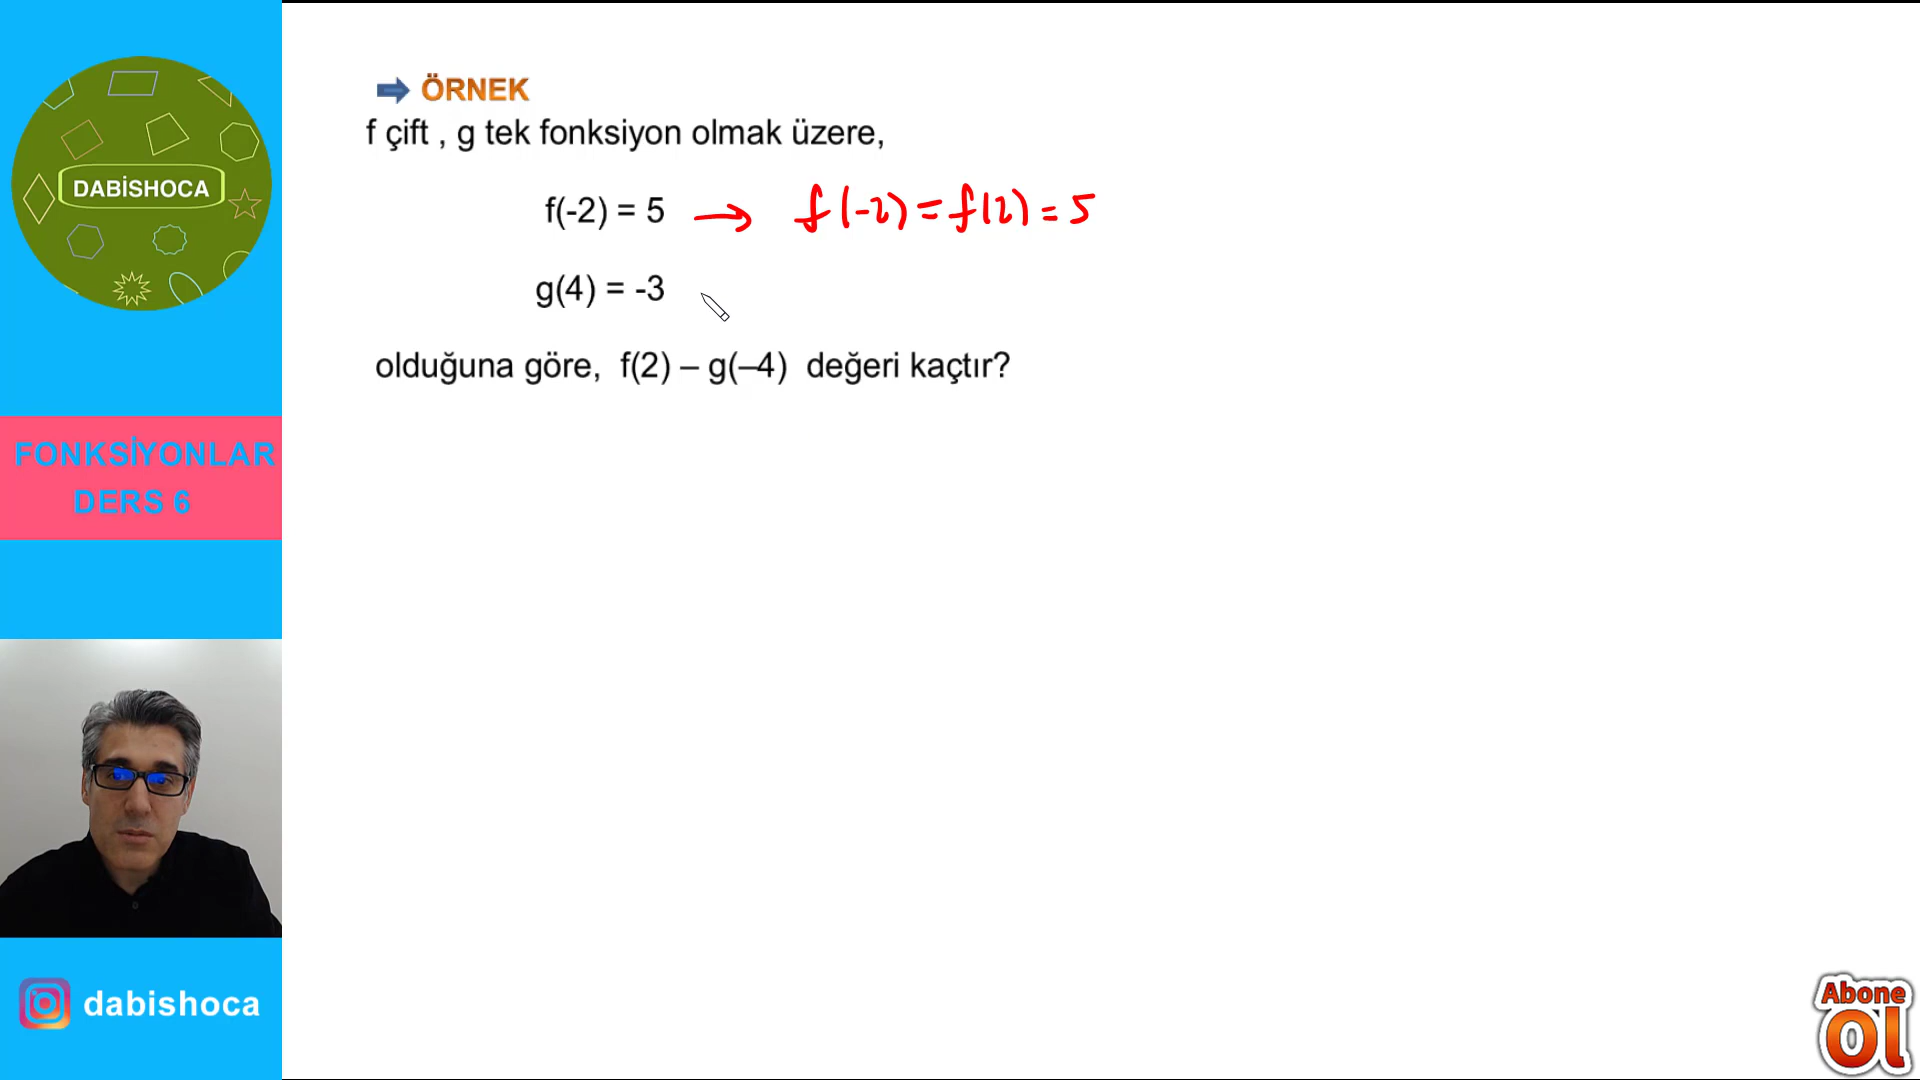 DABİSHOCA
FONKSİYONLAR
DERS 6
dabishoca
ÖRNEK
f çift , g tek fonksiyon olmak üzere,
f(-2) = 5 → f(-2) = f(2) = 5
g(4) = -3
olduğuna göre, f(2) – g(–4) değeri kaçtır?
Abone
Ol